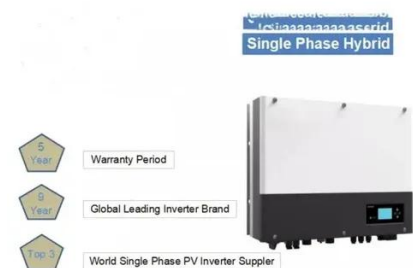 Single Phase Hybrid
5
Year
Warranty Period
9
Year
Global Leading Inverter Brand
Top 3
World Single Phase PV Inverter Suppler